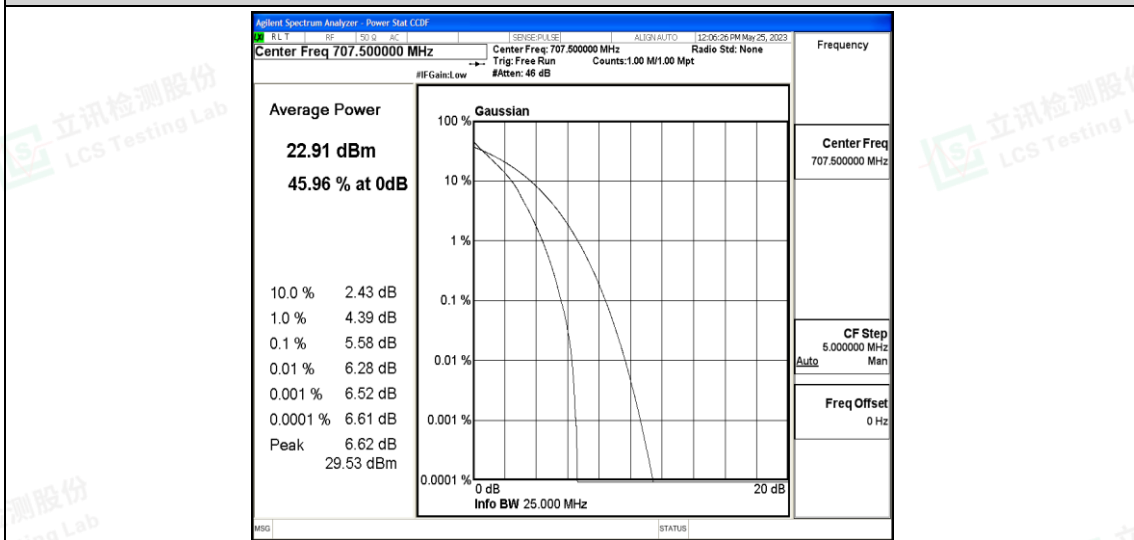 Agilent Spectrum Analyzer - Power Stat CCDF
LXI RL T RF 50 Ω AC SENSE:PULSE ALIGNAUTO 12:06:26 PM May 25, 2023
Center Freq 707.500000 MHz
Center Freq: 707.500000 MHz Radio Std: None
Trig: Free Run Counts:1.00 M/1.00 Mpt
#IFGain:Low #Atten: 46 dB
Frequency
Average Power
22.91 dBm
45.96 % at 0dB
10.0 % 2.43 dB
1.0 % 4.39 dB
0.1 % 5.58 dB
0.01 % 6.28 dB
0.001 % 6.52 dB
0.0001 % 6.61 dB
Peak 6.62 dB
29.53 dBm
Gaussian
100 %
10 %
1 %
0.1 %
0.01 %
0.001 %
0.0001 %
0 dB 20 dB
Info BW 25.000 MHz
Center Freq
707.500000 MHz
CF Step
5.000000 MHz
Auto Man
Freq Offset
0 Hz
MSG STATUS
立讯检测股份
LCS Testing Lab
立讯检测股份
LCS Testing L
测股份
ing Lab